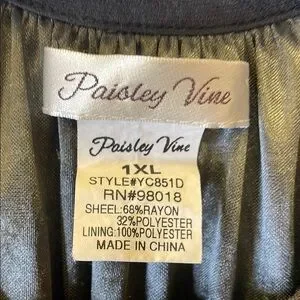 Paisley Vine
Paisley Vine
1XL
STYLE#YC851D
RN#98018
SHEEL:68%RAYON
32%POLYESTER
LINING:100%POLYESTER
MADE IN CHINA